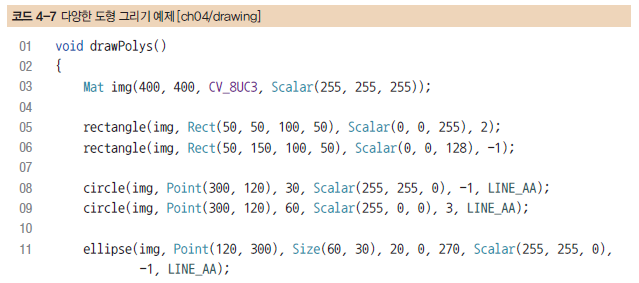 코드 4-7 다양한 도형 그리기 예제 [ch04/drawing]
01 void drawPolys()
02 {
03 Mat img(400, 400, CV_8UC3, Scalar(255, 255, 255));
04
05 rectangle(img, Rect(50, 50, 100, 50), Scalar(0, 0, 255), 2);
06 rectangle(img, Rect(50, 150, 100, 50), Scalar(0, 0, 128), -1);
07
08 circle(img, Point(300, 120), 30, Scalar(255, 255, 0), -1, LINE_AA);
09 circle(img, Point(300, 120), 60, Scalar(255, 0, 0), 3, LINE_AA);
10
11 ellipse(img, Point(120, 300), Size(60, 30), 20, 0, 270, Scalar(255, 255, 0),
-1, LINE_AA);